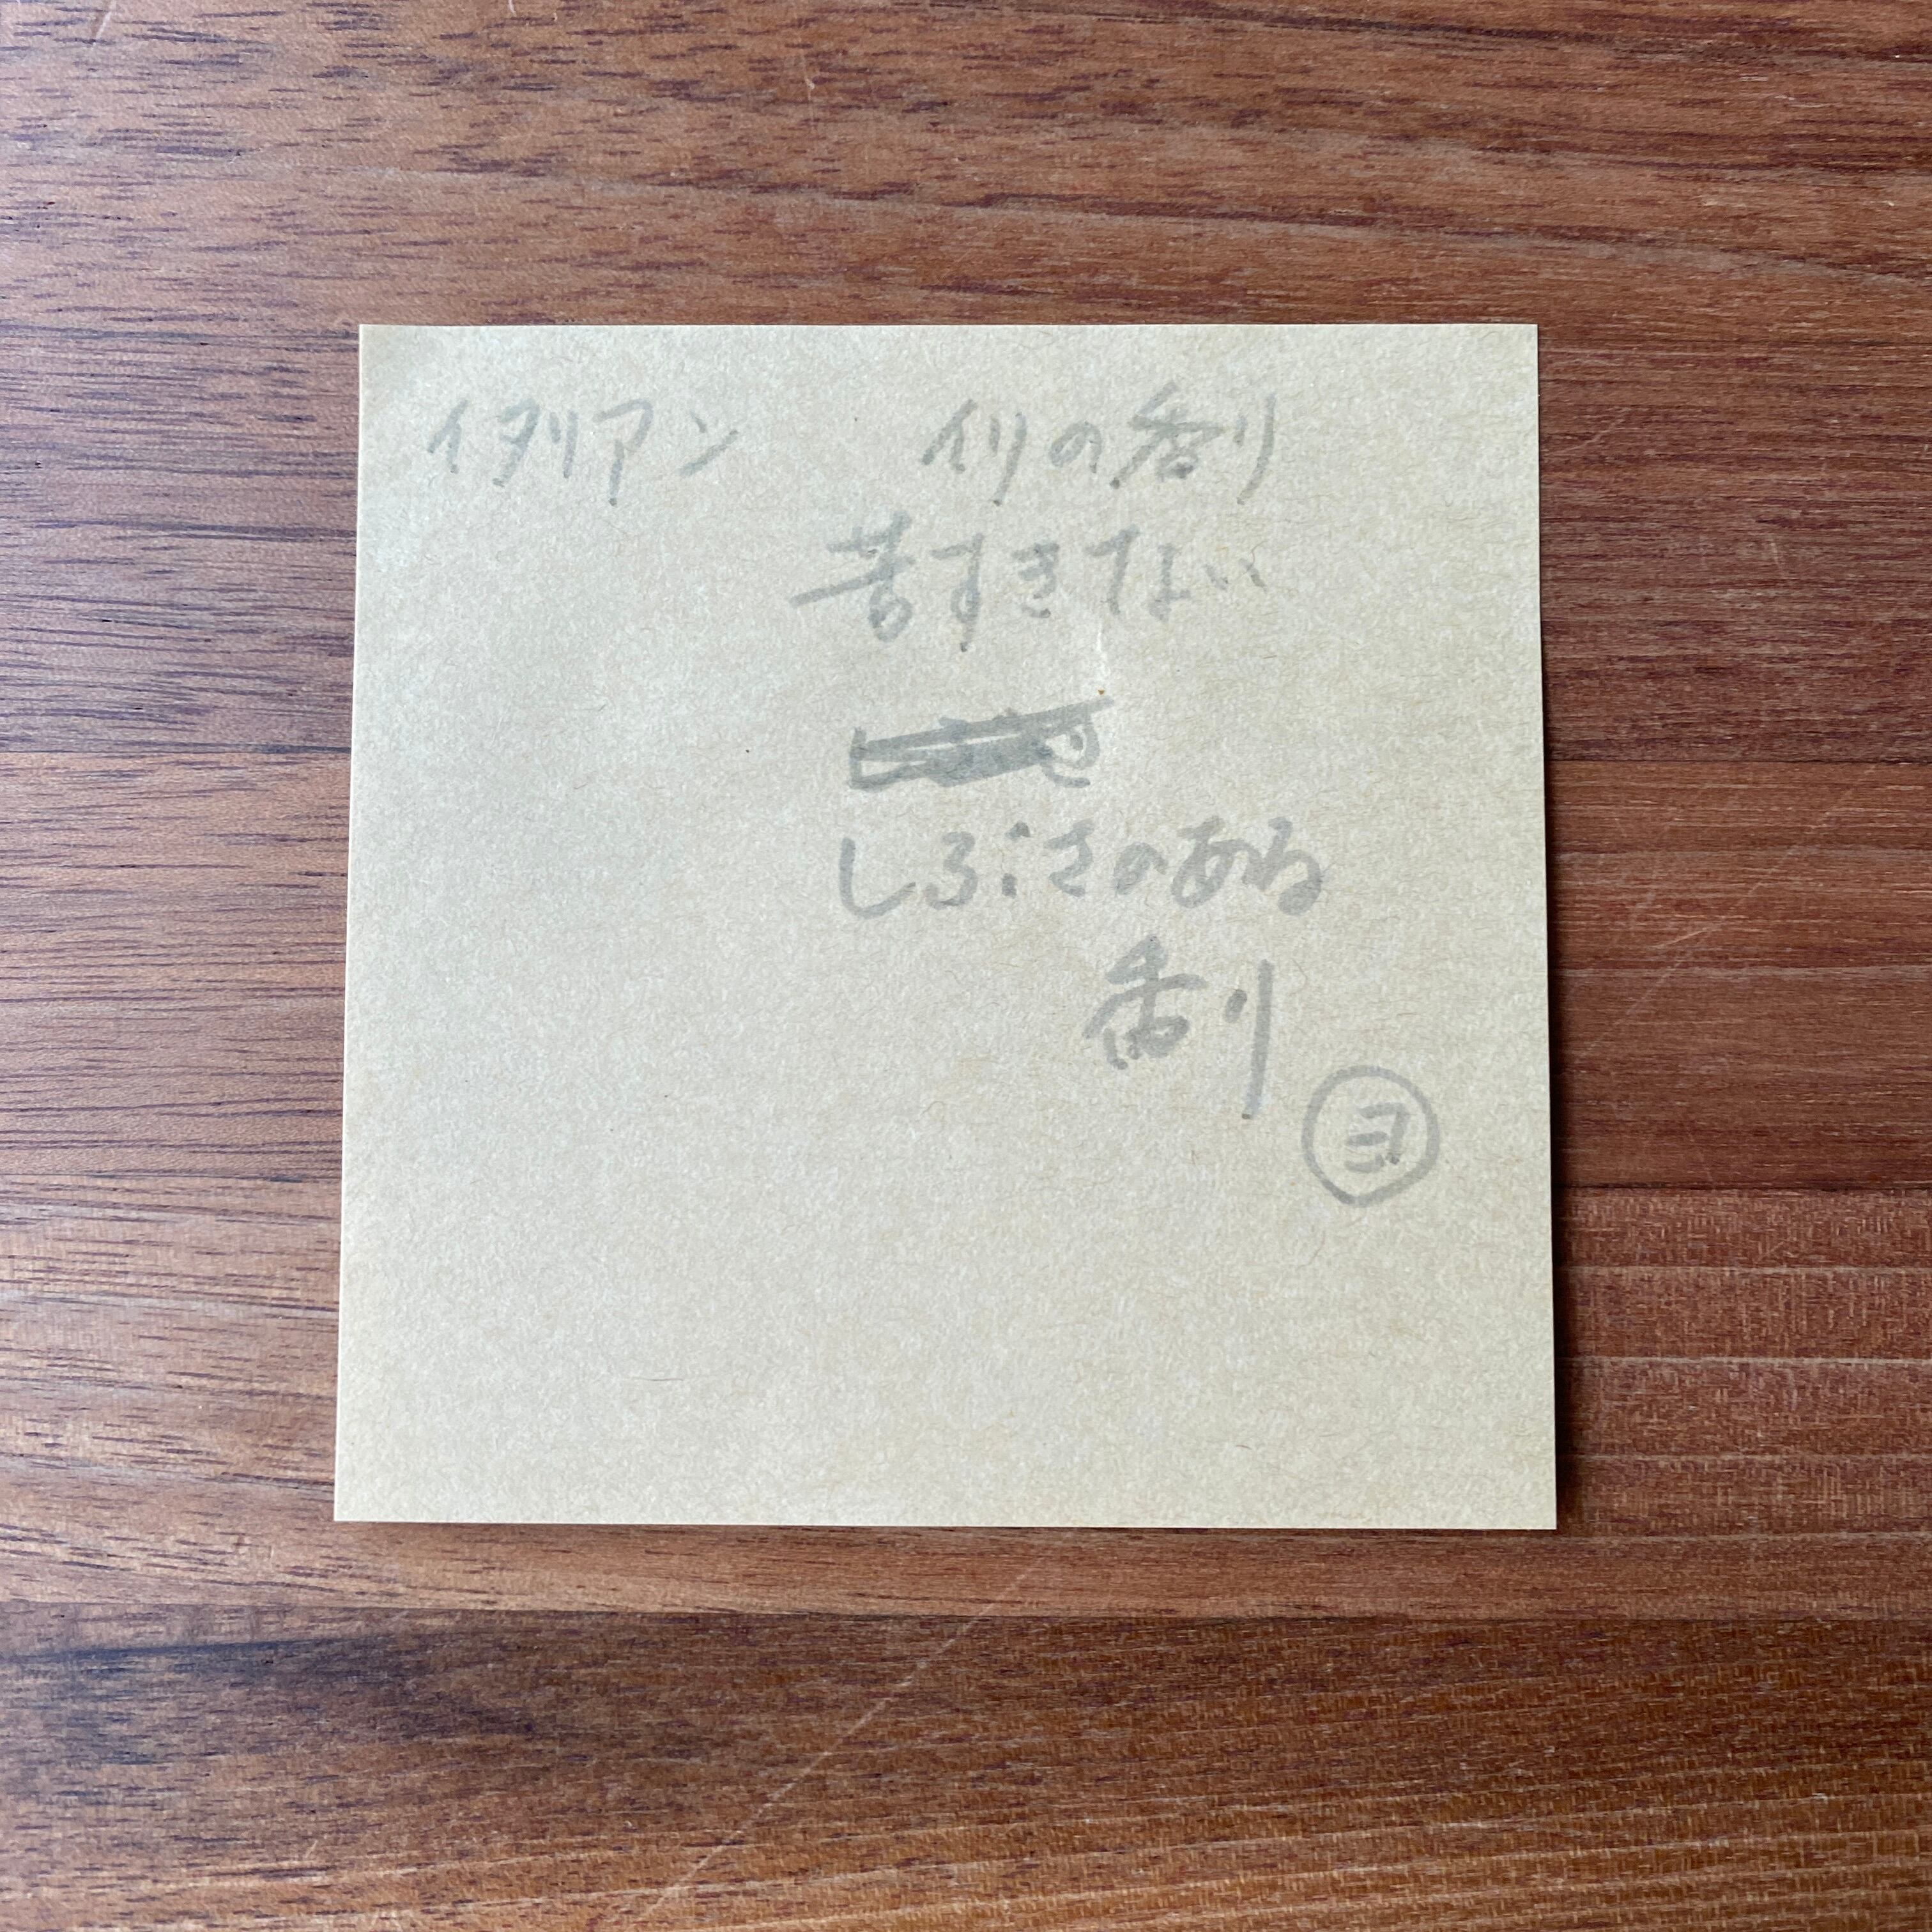 イタリアン イリの香り
苦すぎない
しぶさのある
香り
ヨ